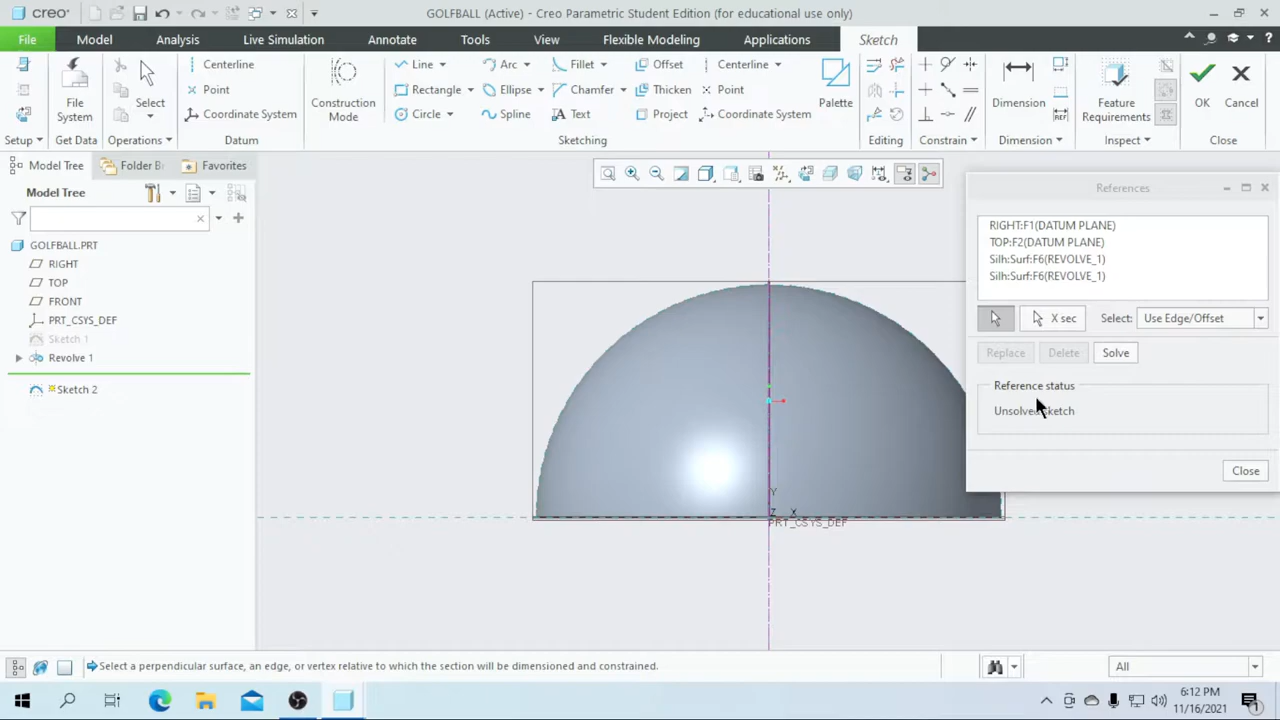 creo GOLFBALL (Active) - Creo Parametric Student Edition (for educational use only)
File Model Analysis Live Simulation Annotate Tools View Flexible Modeling Applications Sketch
Centerline Line Arc Fillet Offset Centerline
Point Rectangle Ellipse Chamfer Thicken Point
Coordinate System Circle Spline Text Project Coordinate System
File System Select Construction Mode Palette Dimension Feature Requirements OK Cancel
Setup Get Data Operations Datum Sketching Editing Constrain Dimension Inspect Close
Model Tree Folder B Favorites
Model Tree
GOLFBALL.PRT
RIGHT
TOP
FRONT
PRT_CSYS_DEF
Sketch 1
Revolve 1
Sketch 2
Y
Z X
PRT_CSYS_DEF
References
RIGHT:F1(DATUM PLANE)
TOP:F2(DATUM PLANE)
Silh:Surf:F6(REVOLVE_1)
Silh:Surf:F6(REVOLVE_1)
X sec Select: Use Edge/Offset
Replace Delete Solve
Reference status
Unsolved sketch
Close
Select a perpendicular surface, an edge, or vertex relative to which the section will be dimensioned and constrained.
All
6:12 PM
11/16/2021